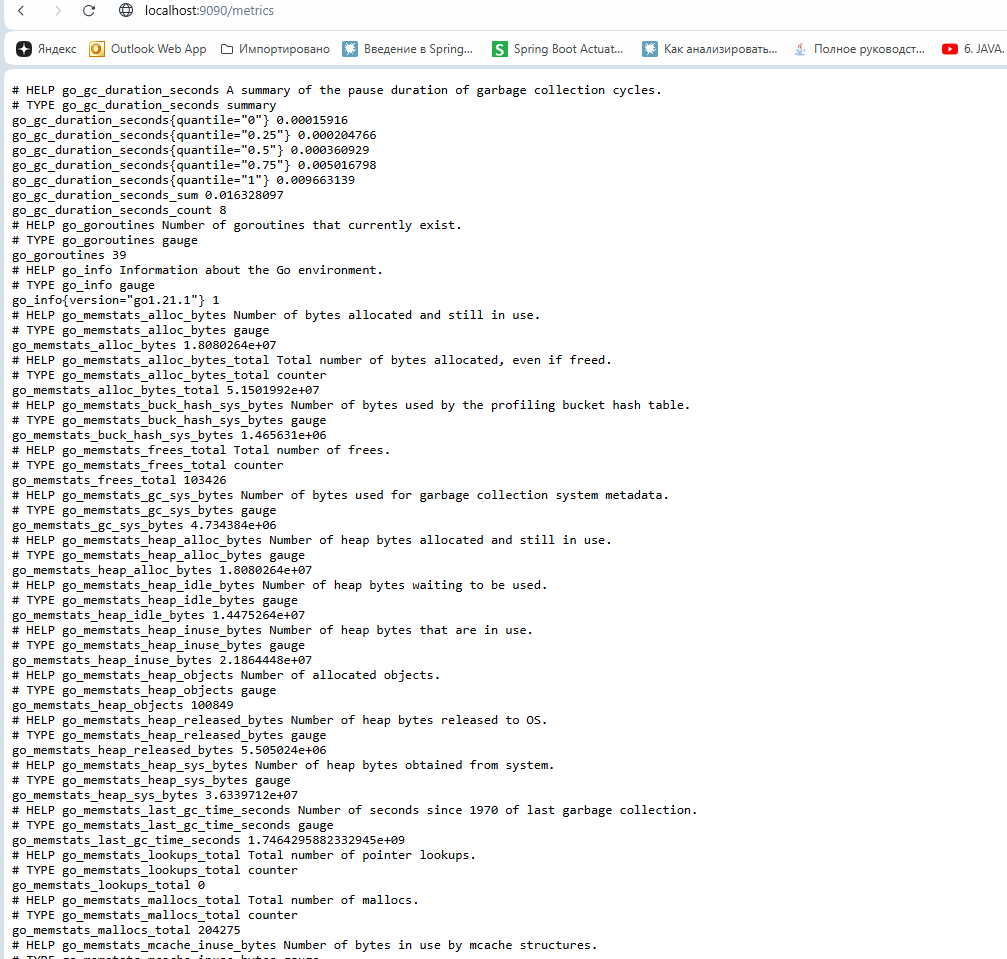 localhost:9090/metrics
Яндекс Outlook Web App Импортировано Введение в Spring... S Spring Boot Actuat... Как анализировать... Полное руководст... 6. JAVA.
# HELP go_gc_duration_seconds A summary of the pause duration of garbage collection cycles.
# TYPE go_gc_duration_seconds summary
go_gc_duration_seconds{quantile="0"} 0.00015916
go_gc_duration_seconds{quantile="0.25"} 0.000204766
go_gc_duration_seconds{quantile="0.5"} 0.000360929
go_gc_duration_seconds{quantile="0.75"} 0.005016798
go_gc_duration_seconds{quantile="1"} 0.009663139
go_gc_duration_seconds_sum 0.016328097
go_gc_duration_seconds_count 8
# HELP go_goroutines Number of goroutines that currently exist.
# TYPE go_goroutines gauge
go_goroutines 39
# HELP go_info Information about the Go environment.
# TYPE go_info gauge
go_info{version="go1.21.1"} 1
# HELP go_memstats_alloc_bytes Number of bytes allocated and still in use.
# TYPE go_memstats_alloc_bytes gauge
go_memstats_alloc_bytes 1.8080264e+07
# HELP go_memstats_alloc_bytes_total Total number of bytes allocated, even if freed.
# TYPE go_memstats_alloc_bytes_total counter
go_memstats_alloc_bytes_total 5.1501992e+07
# HELP go_memstats_buck_hash_sys_bytes Number of bytes used by the profiling bucket hash table.
# TYPE go_memstats_buck_hash_sys_bytes gauge
go_memstats_buck_hash_sys_bytes 1.465631e+06
# HELP go_memstats_frees_total Total number of frees.
# TYPE go_memstats_frees_total counter
go_memstats_frees_total 103426
# HELP go_memstats_gc_sys_bytes Number of bytes used for garbage collection system metadata.
# TYPE go_memstats_gc_sys_bytes gauge
go_memstats_gc_sys_bytes 4.734384e+06
# HELP go_memstats_heap_alloc_bytes Number of heap bytes allocated and still in use.
# TYPE go_memstats_heap_alloc_bytes gauge
go_memstats_heap_alloc_bytes 1.8080264e+07
# HELP go_memstats_heap_idle_bytes Number of heap bytes waiting to be used.
# TYPE go_memstats_heap_idle_bytes gauge
go_memstats_heap_idle_bytes 1.4475264e+07
# HELP go_memstats_heap_inuse_bytes Number of heap bytes that are in use.
# TYPE go_memstats_heap_inuse_bytes gauge
go_memstats_heap_inuse_bytes 2.1864448e+07
# HELP go_memstats_heap_objects Number of allocated objects.
# TYPE go_memstats_heap_objects gauge
go_memstats_heap_objects 100849
# HELP go_memstats_heap_released_bytes Number of heap bytes released to OS.
# TYPE go_memstats_heap_released_bytes gauge
go_memstats_heap_released_bytes 5.505024e+06
# HELP go_memstats_heap_sys_bytes Number of heap bytes obtained from system.
# TYPE go_memstats_heap_sys_bytes gauge
go_memstats_heap_sys_bytes 3.6339712e+07
# HELP go_memstats_last_gc_time_seconds Number of seconds since 1970 of last garbage collection.
# TYPE go_memstats_last_gc_time_seconds gauge
go_memstats_last_gc_time_seconds 1.7464295882332945e+09
# HELP go_memstats_lookups_total Total number of pointer lookups.
# TYPE go_memstats_lookups_total counter
go_memstats_lookups_total 0
# HELP go_memstats_mallocs_total Total number of mallocs.
# TYPE go_memstats_mallocs_total counter
go_memstats_mallocs_total 204275
# HELP go_memstats_mcache_inuse_bytes Number of bytes in use by mcache structures.
# TYPE go_memstats_mcache_inuse_bytes gauge